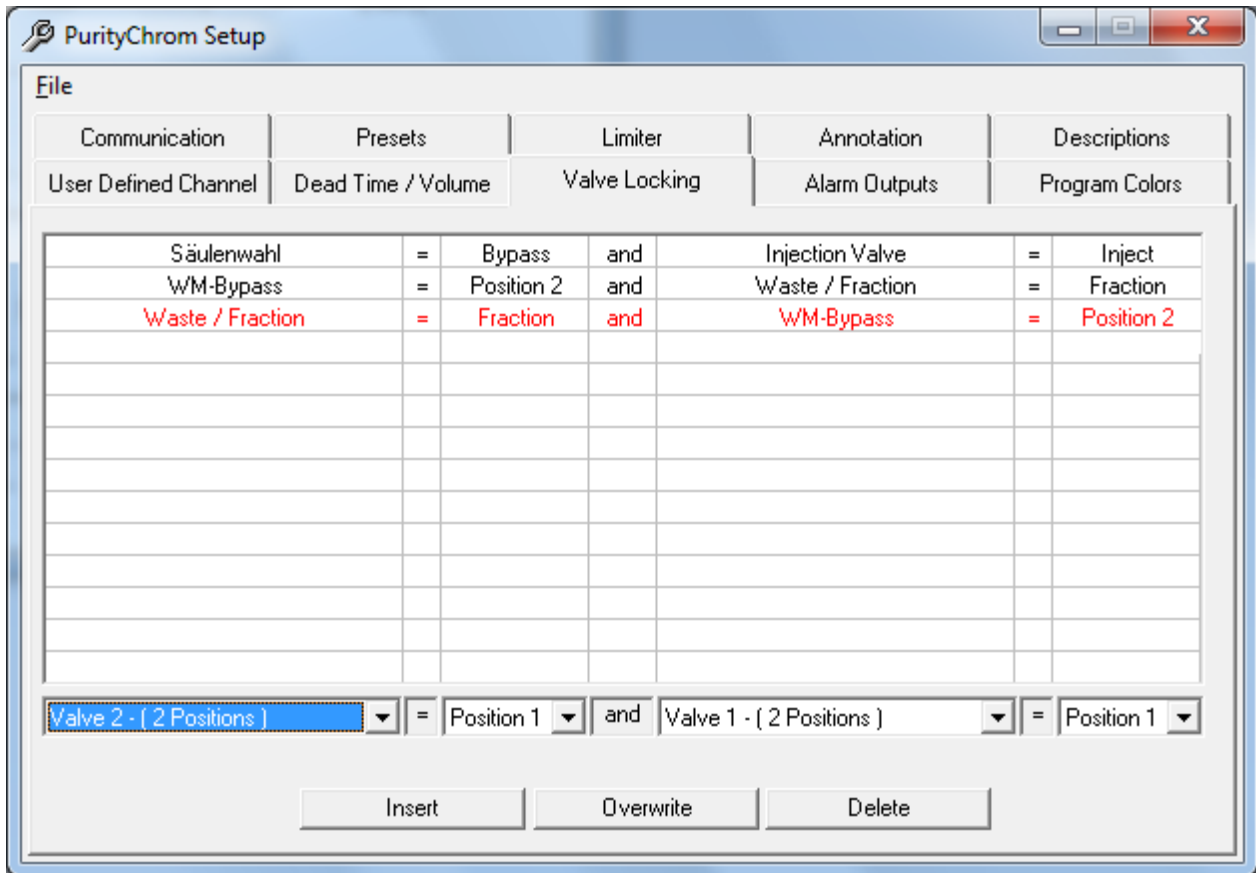 PurityChrom Setup
File
Communication Presets Limiter Annotation Descriptions
User Defined Channel Dead Time / Volume Valve Locking Alarm Outputs Program Colors
Säulenwahl = Bypass and Injection Valve = Inject
WM-Bypass = Position 2 and Waste / Fraction = Fraction
Waste / Fraction = Fraction and WM-Bypass = Position 2
Valve 2 - ( 2 Positions ) = Position 1 and Valve 1 - ( 2 Positions ) = Position 1
Insert Overwrite Delete